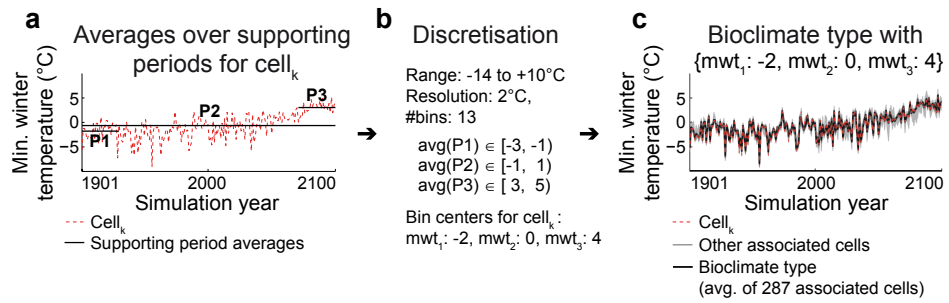 a
Averages over supporting
periods for cellₖ
Min. winter
temperature (°C)
5
0
−5
P1
P2
P3
1901
2000
2100
Simulation year
Cellₖ
Supporting period averages
b
Discretisation
Range: -14 to +10°C
Resolution: 2°C,
#bins: 13
avg(P1) ∈ [-3, -1)
avg(P2) ∈ [-1, 1)
avg(P3) ∈ [ 3, 5)
Bin centers for cellₖ :
mwt₁: -2, mwt₂: 0, mwt₃: 4
c
Bioclimate type with
{mwt₁: -2, mwt₂: 0, mwt₃: 4}
Min. winter
temperature (°C)
5
0
−5
1901
2000
2100
Simulation year
Cellₖ
Other associated cells
Bioclimate type
(avg. of 287 associated cells)